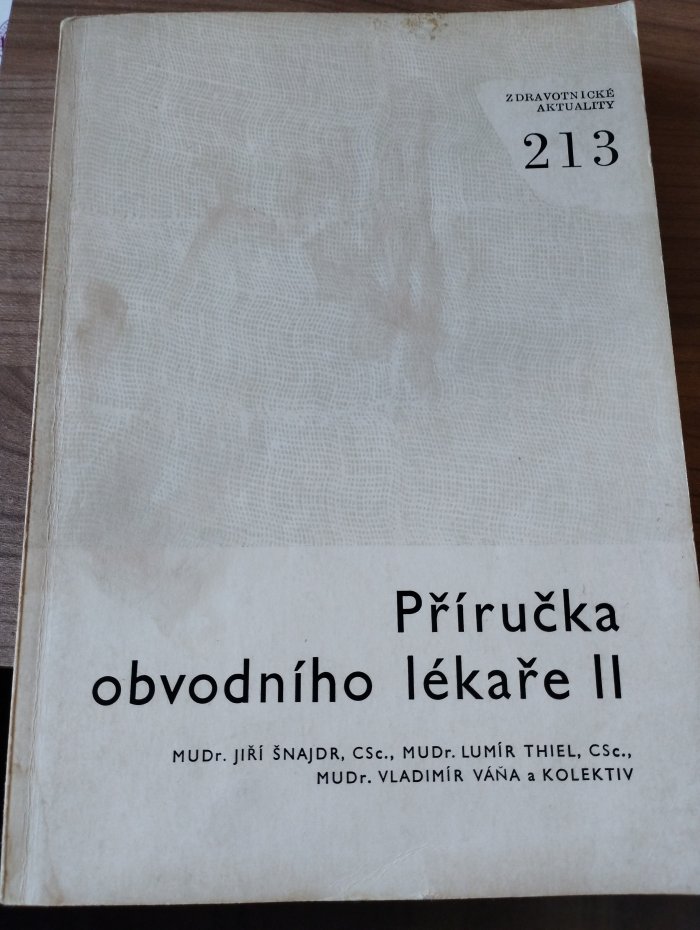 ZDRAVOTNICKÉ
AKTUALITY
213
Příručka
obvodního lékaře II
MUDr. JIŘÍ ŠNAJDR, CSc., MUDr. LUMÍR THIEL, CSc.,
MUDr. VLADIMÍR VÁŇA a KOLEKTIV